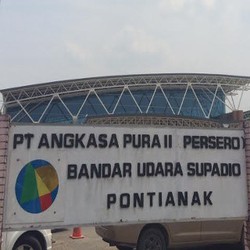 PT ANGKASA PURA II PERSERO
BANDAR UDARA SUPADIO
PONTIANAK